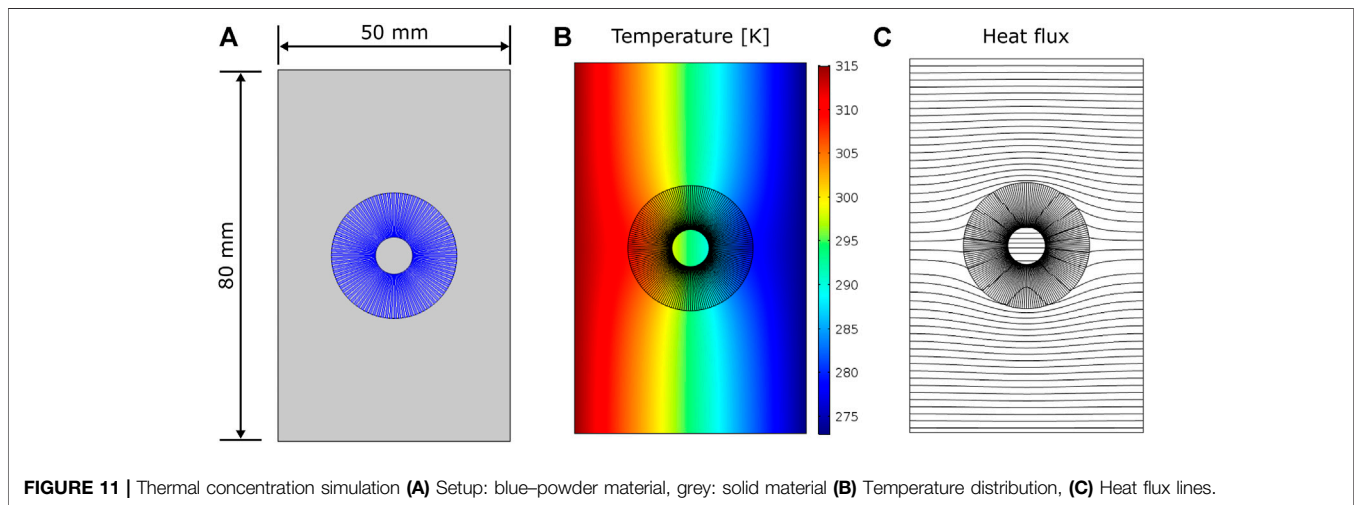 A
50 mm
80 mm
B
Temperature [K]
315
310
305
300
295
290
285
280
275
C
Heat flux
FIGURE 11 | Thermal concentration simulation (A) Setup: blue–powder material, grey: solid material (B) Temperature distribution, (C) Heat flux lines.